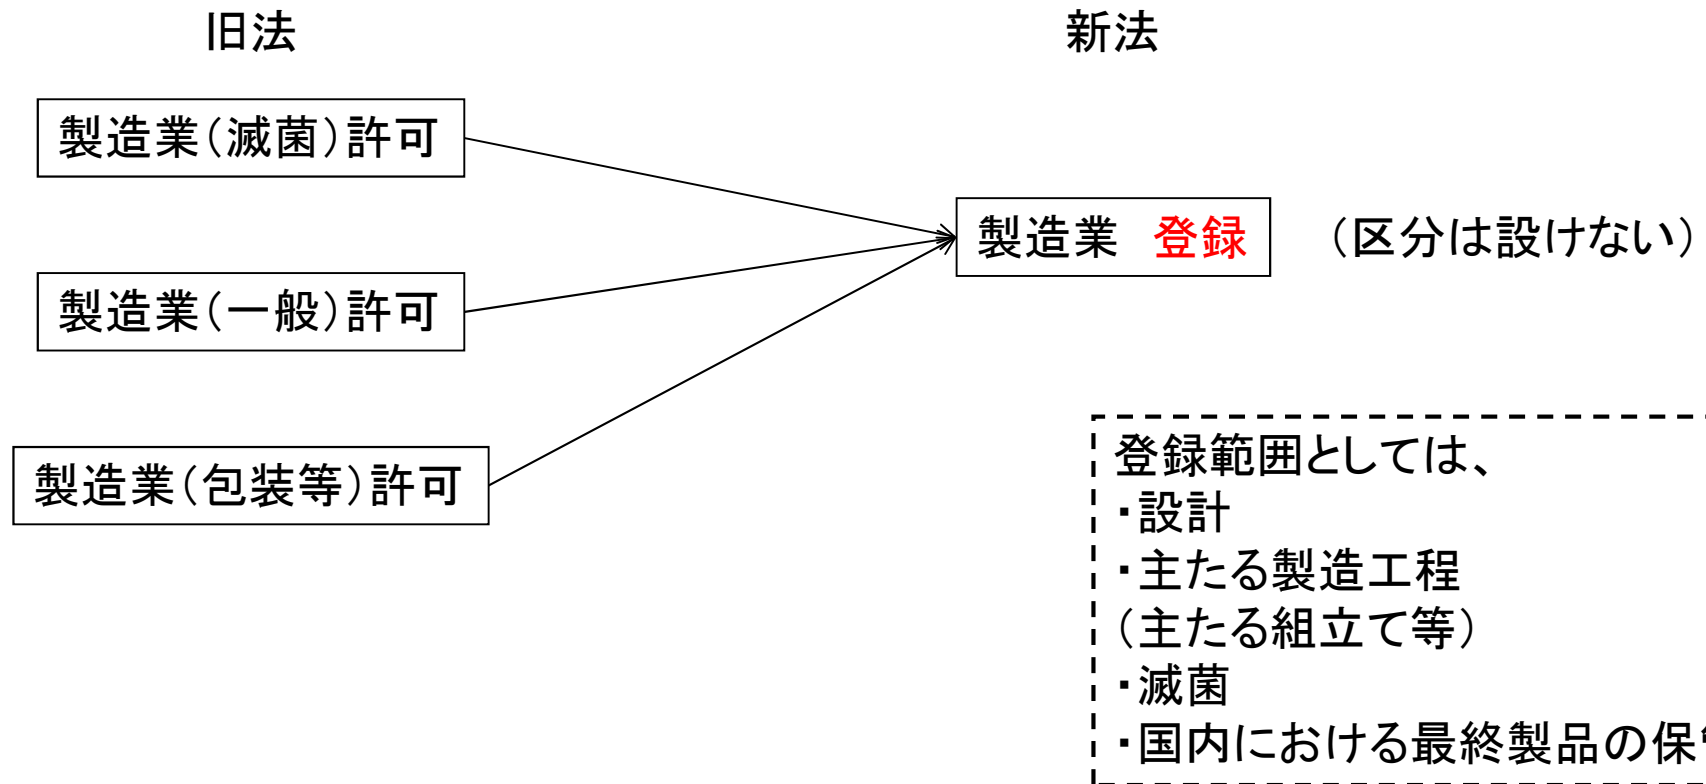 旧法
新法
製造業(滅菌)許可
製造業 登録
(区分は設けない)
製造業(一般)許可
製造業(包装等)許可
登録範囲としては、
・設計
・主たる製造工程
(主たる組立て等)
・滅菌
・国内における最終製品の保